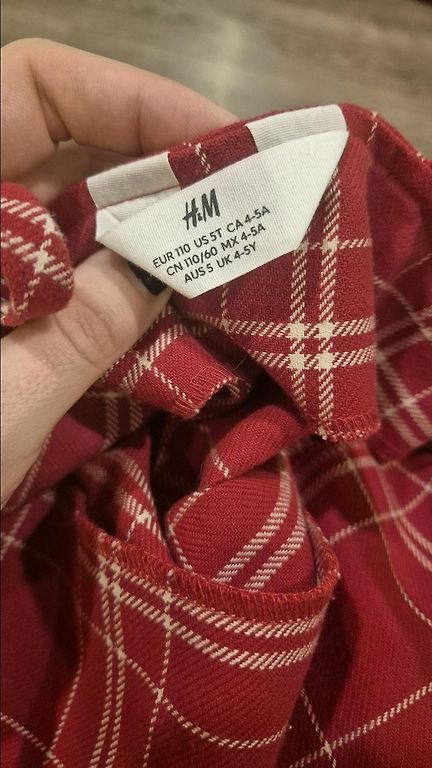 H&M
EUR 110 US 5T CA 4-5A
CN 110/60 MX 4-5A
AUS 5 UK 4-5Y